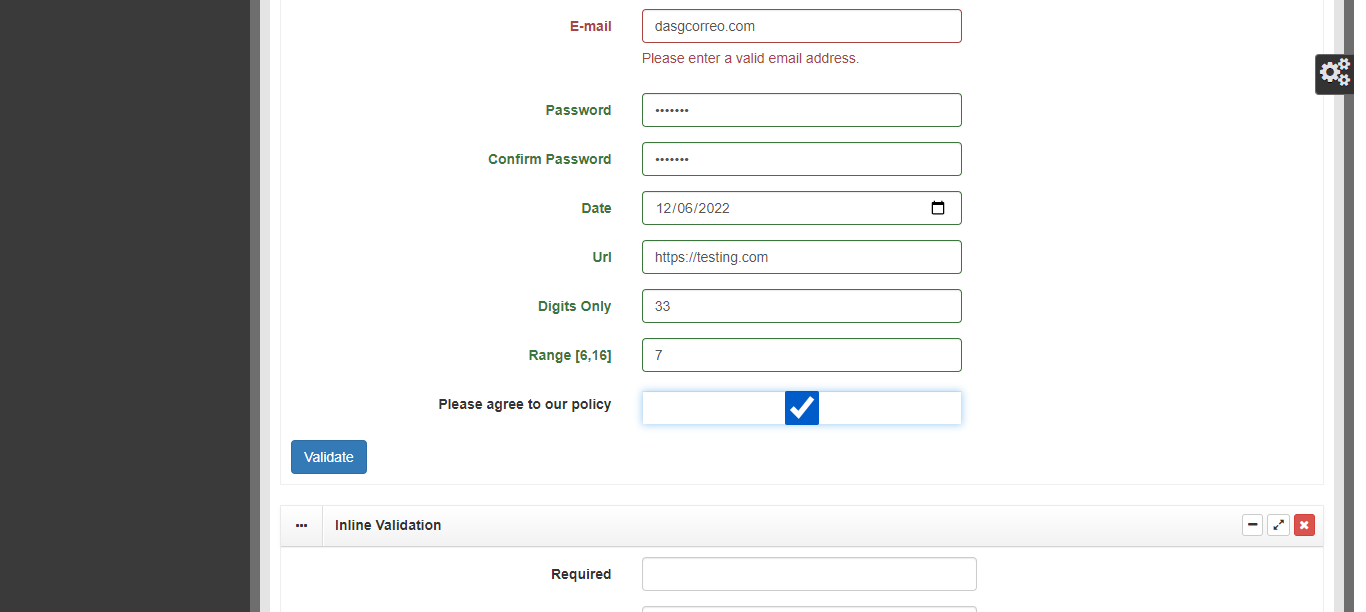 E-mail dasgcorreo.com
Please enter a valid email address.
Password •••••••
Confirm Password •••••••
Date 12/06/2022
Url https://testing.com
Digits Only 33
Range [6,16] 7
Please agree to our policy
Validate
Inline Validation
Required